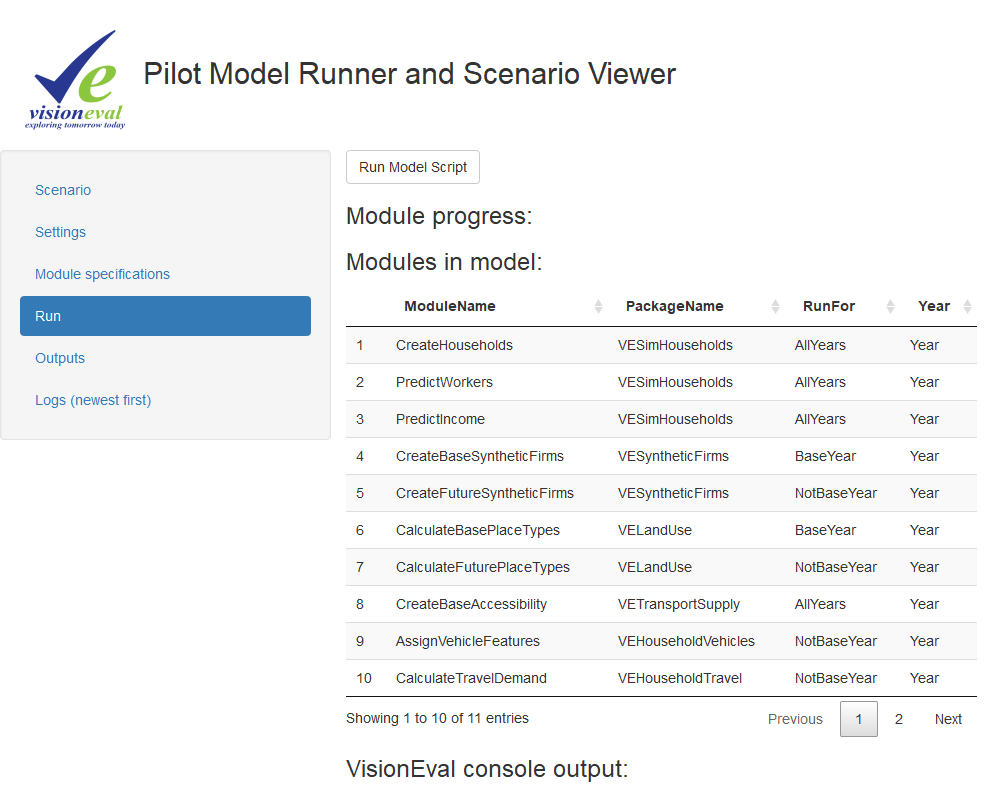 e
visioneval
exploring tomorrow today
Pilot Model Runner and Scenario Viewer
Scenario
Settings
Module specifications
Run
Outputs
Logs (newest first)
Run Model Script
Module progress:
Modules in model:
ModuleName PackageName RunFor Year
1 CreateHouseholds VESimHouseholds AllYears Year
2 PredictWorkers VESimHouseholds AllYears Year
3 PredictIncome VESimHouseholds AllYears Year
4 CreateBaseSyntheticFirms VESyntheticFirms BaseYear Year
5 CreateFutureSyntheticFirms VESyntheticFirms NotBaseYear Year
6 CalculateBasePlaceTypes VELandUse BaseYear Year
7 CalculateFuturePlaceTypes VELandUse NotBaseYear Year
8 CreateBaseAccessibility VETransportSupply AllYears Year
9 AssignVehicleFeatures VEHouseholdVehicles NotBaseYear Year
10 CalculateTravelDemand VEHouseholdTravel NotBaseYear Year
Showing 1 to 10 of 11 entries Previous 1 2 Next
VisionEval console output: